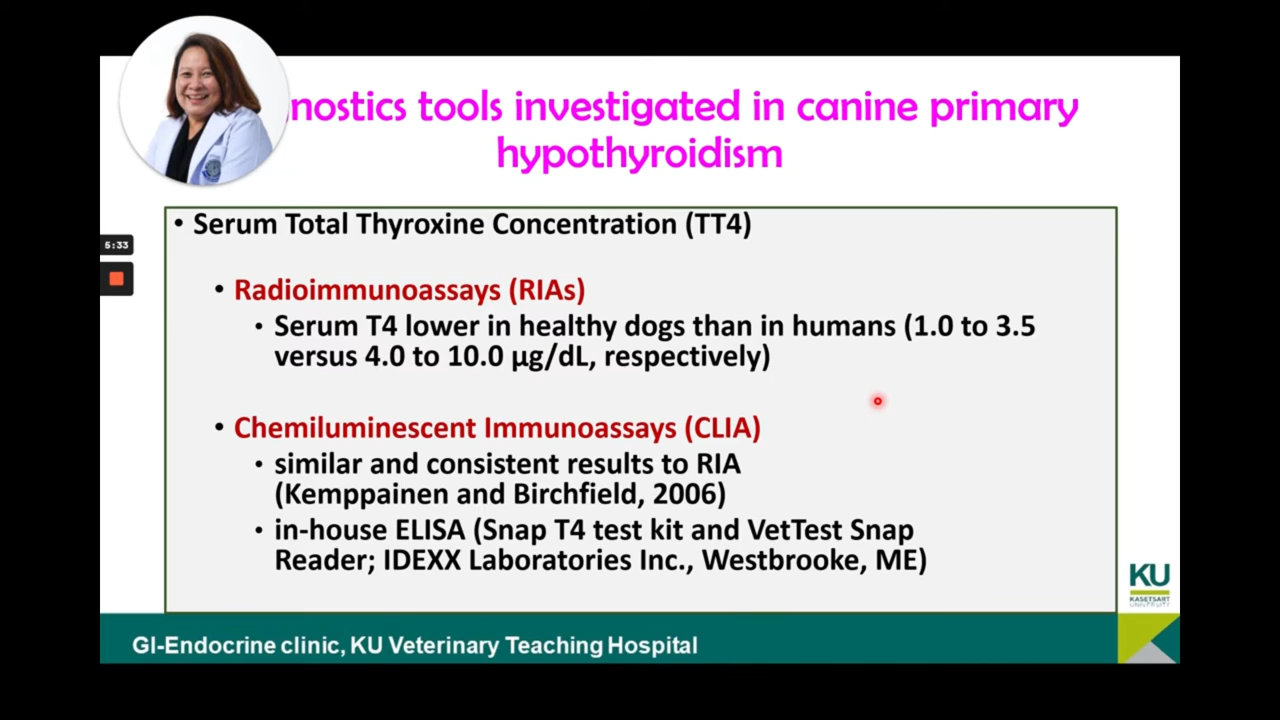 nostics tools investigated in canine primary
hypothyroidism
• Serum Total Thyroxine Concentration (TT4)
5:33
• Radioimmunoassays (RIAs)
• Serum T4 lower in healthy dogs than in humans (1.0 to 3.5
versus 4.0 to 10.0 µg/dL, respectively)
• Chemiluminescent Immunoassays (CLIA)
• similar and consistent results to RIA
(Kemppainen and Birchfield, 2006)
• in-house ELISA (Snap T4 test kit and VetTest Snap
Reader; IDEXX Laboratories Inc., Westbrooke, ME)
KU
KASETSART
UNIVERSITY
GI-Endocrine clinic, KU Veterinary Teaching Hospital